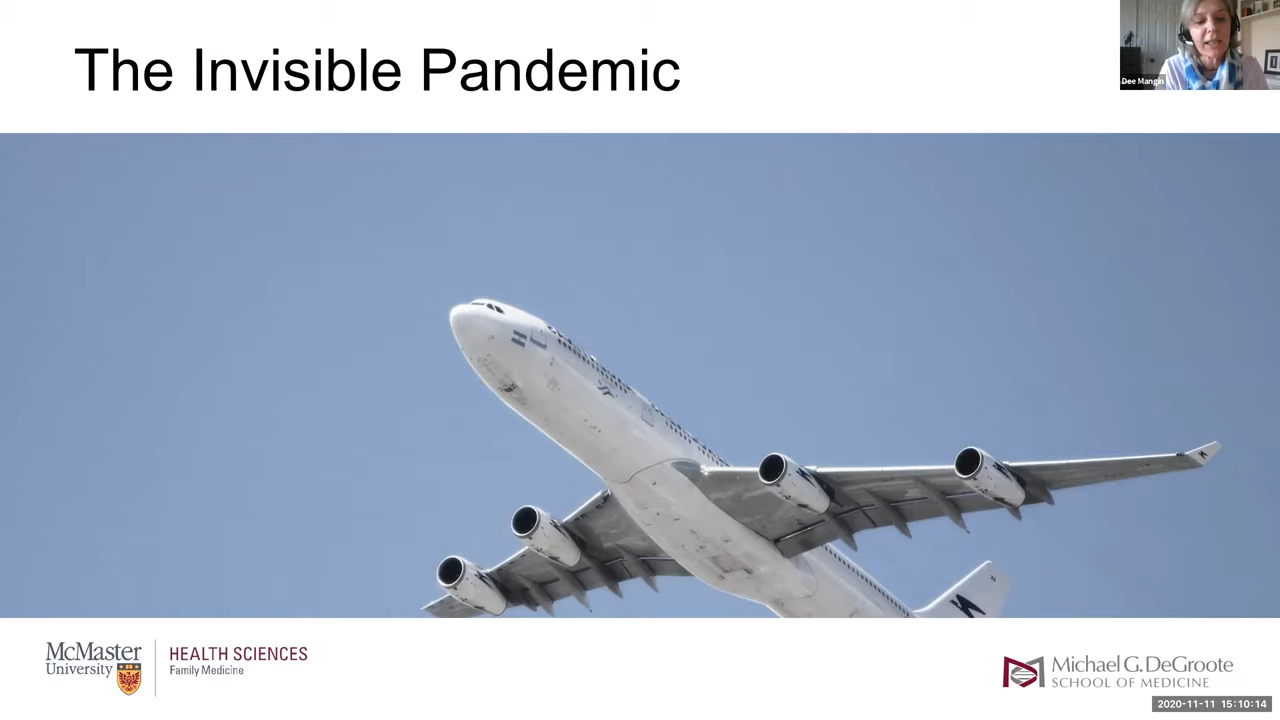 The Invisible Pandemic
Dee Mangin
McMaster
University
HEALTH SCIENCES
Family Medicine
Michael G. DeGroote
SCHOOL OF MEDICINE
2020-11-11 15:10:14